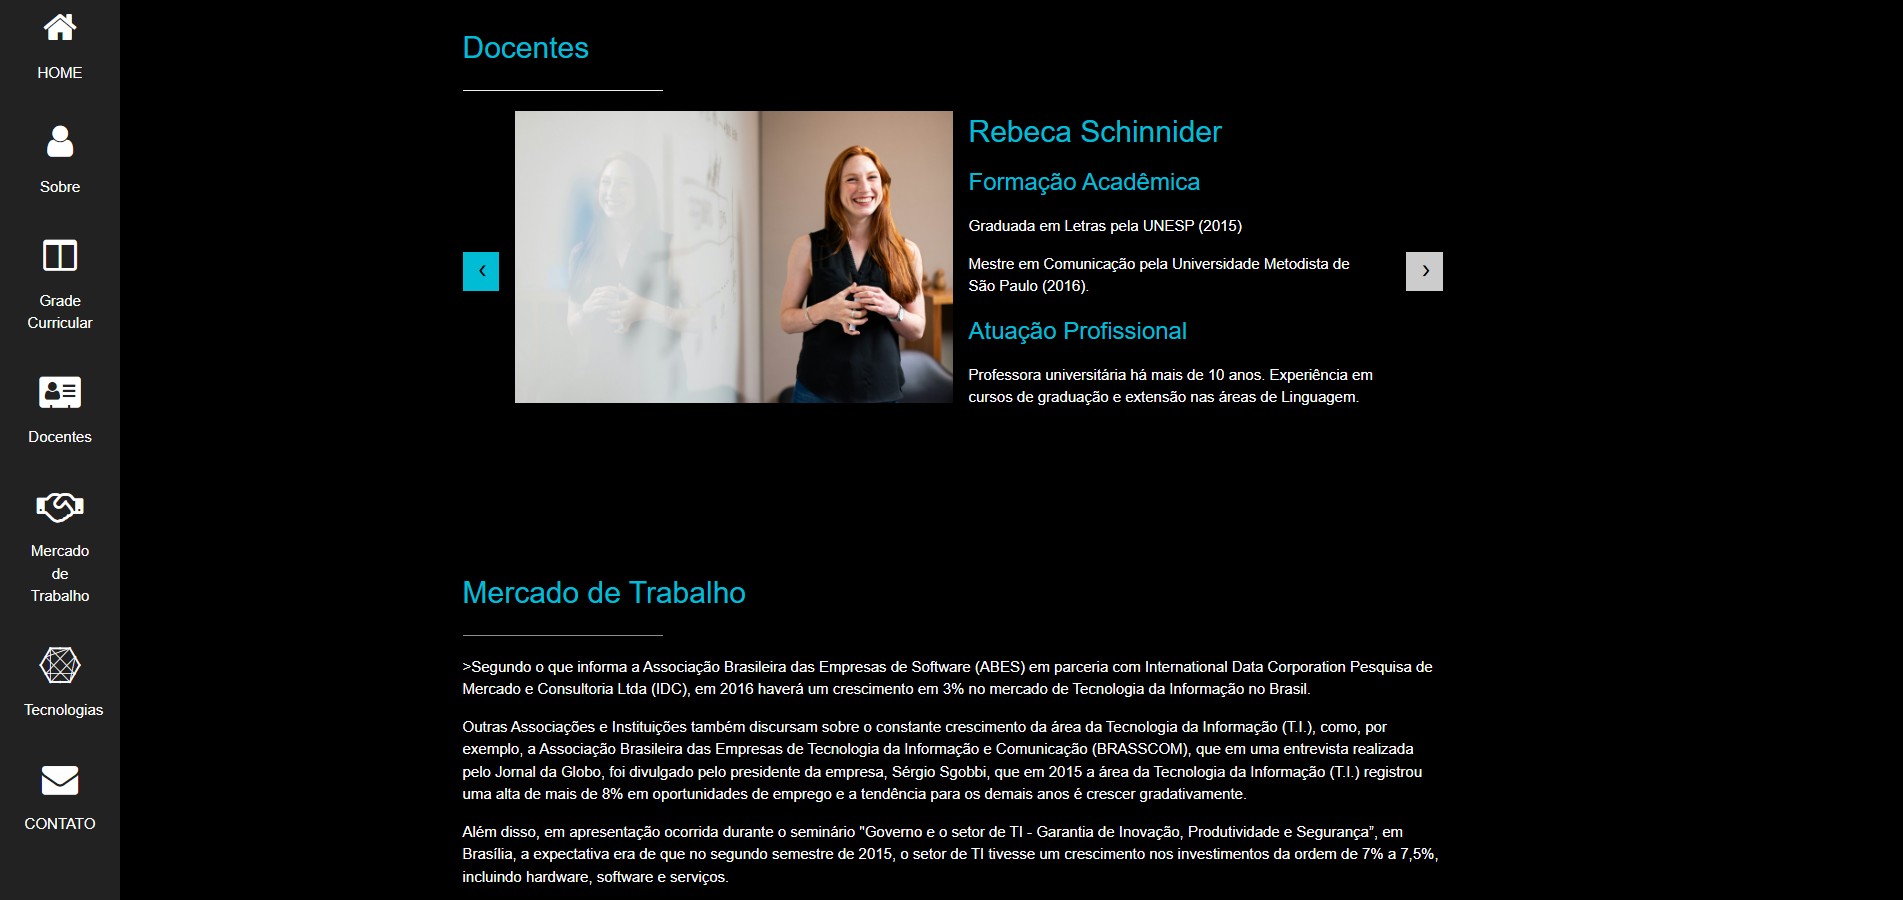 HOME
Sobre
Grade
Curricular
Docentes
Mercado
de
Trabalho
Tecnologias
CONTATO
Docentes
‹
Rebeca Schinnider
Formação Acadêmica
Graduada em Letras pela UNESP (2015)
Mestre em Comunicação pela Universidade Metodista de
São Paulo (2016).
Atuação Profissional
Professora universitária há mais de 10 anos. Experiência em
cursos de graduação e extensão nas áreas de Linguagem.
›
Mercado de Trabalho
>Segundo o que informa a Associação Brasileira das Empresas de Software (ABES) em parceria com International Data Corporation Pesquisa de
Mercado e Consultoria Ltda (IDC), em 2016 haverá um crescimento em 3% no mercado de Tecnologia da Informação no Brasil.
Outras Associações e Instituições também discursam sobre o constante crescimento da área da Tecnologia da Informação (T.I.), como, por
exemplo, a Associação Brasileira das Empresas de Tecnologia da Informação e Comunicação (BRASSCOM), que em uma entrevista realizada
pelo Jornal da Globo, foi divulgado pelo presidente da empresa, Sérgio Sgobbi, que em 2015 a área da Tecnologia da Informação (T.I.) registrou
uma alta de mais de 8% em oportunidades de emprego e a tendência para os demais anos é crescer gradativamente.
Além disso, em apresentação ocorrida durante o seminário "Governo e o setor de TI - Garantia de Inovação, Produtividade e Segurança”, em
Brasília, a expectativa era de que no segundo semestre de 2015, o setor de TI tivesse um crescimento nos investimentos da ordem de 7% a 7,5%,
incluindo hardware, software e serviços.